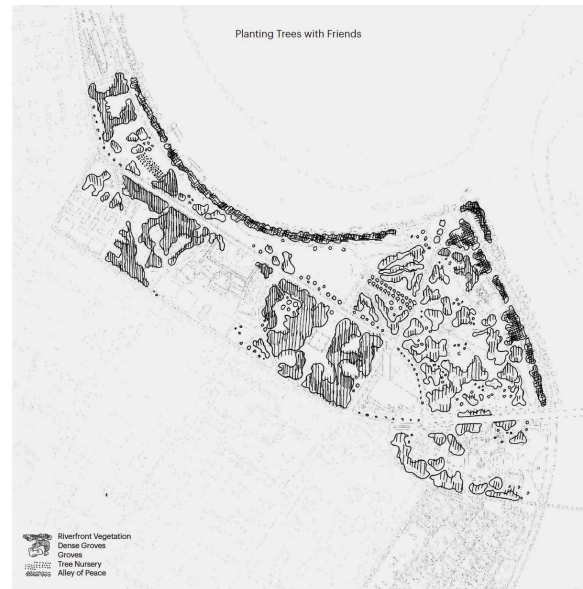 Planting Trees with Friends
Riverfront Vegetation
Dense Groves
Groves
Tree Nursery
Alley of Peace